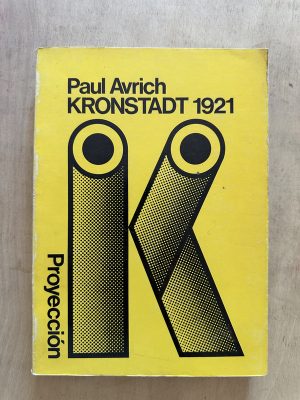 Paul Avrich
KRONSTADT 1921
K
Proyección